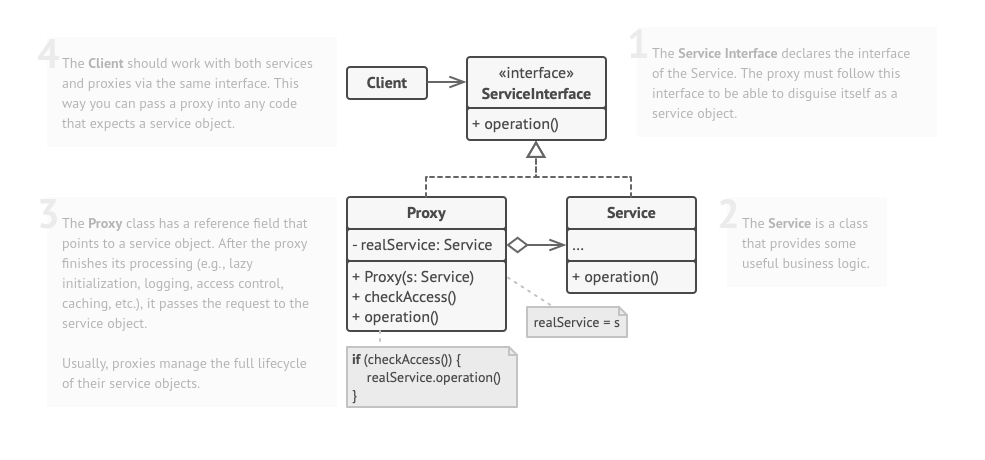 4
The Client should work with both services
and proxies via the same interface. This
way you can pass a proxy into any code
that expects a service object.
Client
«interface»
ServiceInterface
+ operation()
1
The Service Interface declares the interface
of the Service. The proxy must follow this
interface to be able to disguise itself as a
service object.
3
The Proxy class has a reference field that
points to a service object. After the proxy
finishes its processing (e.g., lazy
initialization, logging, access control,
caching, etc.), it passes the request to the
service object.
Usually, proxies manage the full lifecycle
of their service objects.
Proxy
- realService: Service
+ Proxy(s: Service)
+ checkAccess()
+ operation()
Service
...
+ operation()
2
The Service is a class
that provides some
useful business logic.
realService = s
if (checkAccess()) {
realService.operation()
}